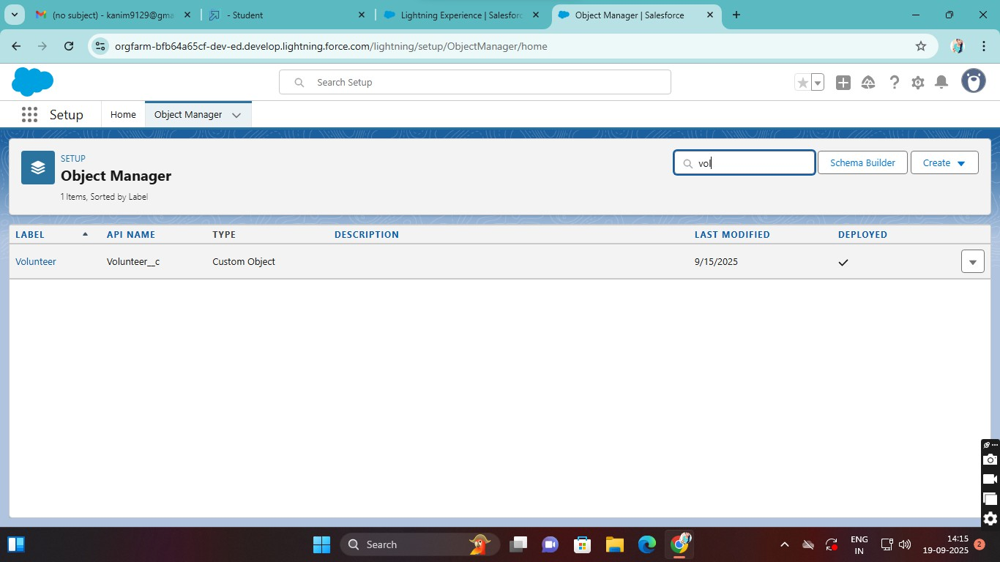 (no subject) - kanim9129@gma
- Student
Lightning Experience | Salesforc
Object Manager | Salesforce
orgfarm-bfb64a65cf-dev-ed.develop.lightning.force.com/lightning/setup/ObjectManager/home
Search Setup
Setup
Home
Object Manager
SETUP
Object Manager
1 Items, Sorted by Label
vol
Schema Builder
Create
LABEL API NAME TYPE DESCRIPTION LAST MODIFIED DEPLOYED
Volunteer Volunteer__c Custom Object 9/15/2025
Search
ENG
IN
14:15
19-09-2025
2